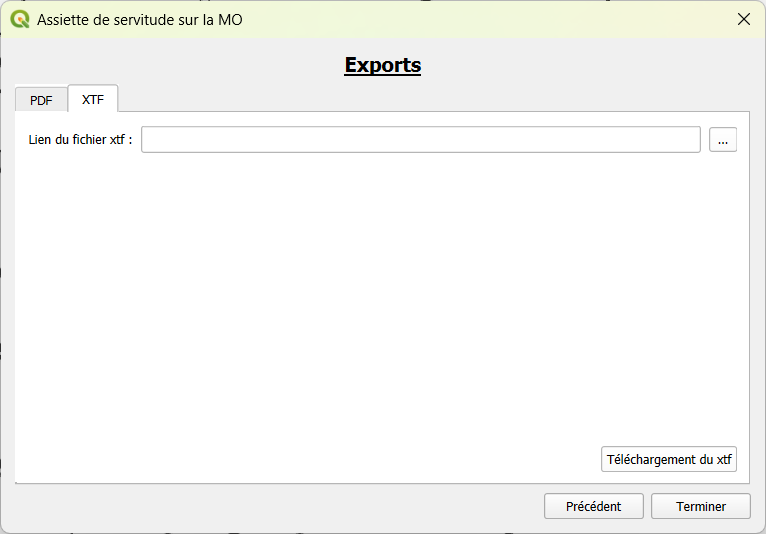 Assiette de servitude sur la MO
Exports
PDF XTF
Lien du fichier xtf : ...
Téléchargement du xtf
Précédent Terminer